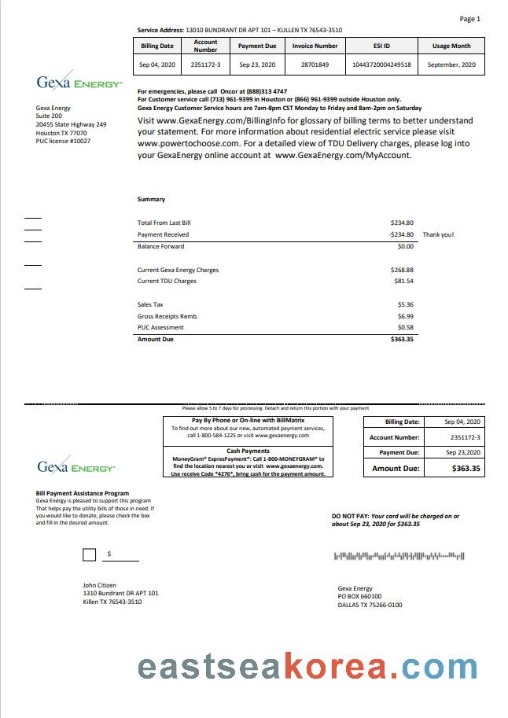 Page 1
Service Address: 13010 BUNDRANT DR APT 101 – KULLEN TX 76543-3510
Billing Date Account Number Payment Due Invoice Number ESI ID Usage Month
Sep 04, 2020 2351172-3 Sep 23, 2020 28701849 10443720004249518 September, 2020
Gexa ENERGY
Gexa Energy
Suite 200
20455 State Highway 249
Houston TX 77070
PUC license #10027
For emergencies, please call Oncor at (888)313 4747
For Customer service call (713) 961-9399 in Houston or (866) 961-9399 outside Houston only.
Gexa Energy Customer Service hours are 7am-8pm CST Monday to Friday and 8am-2pm on Saturday
Visit www.GexaEnergy.com/BillingInfo for glossary of billing terms to better understand
your statement. For more information about residential electric service please visit
www.powertochoose.com. For a detailed view of TDU Delivery charges, please log into
your GexaEnergy online account at www.GexaEnergy.com/MyAccount.
Summary
Total From Last Bill $234.80
Payment Received -$234.80 Thank you!
Balance Forward $0.00
Current Gexa Energy Charges $268.88
Current TDU Charges $81.54
Sales Tax $5.36
Gross Receipts Remb. $6.99
PUC Assessment $0.58
Amount Due $363.35
Please allow 5 to 7 days for processing. Detach and return this portion with your payment
Pay By Phone or On-line with BillMatrix
To find out more about our new, automated payment services,
call 1-800-584-1225 or visit www.gexaenergy.com
Cash Payments
MoneyGram® ExpressPayment®: Call 1-800-MONEYGRAM® to
find the location nearest you or visit www.gexaenergy.com.
Use receive Code "4276", bring cash for the payment amount.
Billing Date: Sep 04, 2020
Account Number: 2351172-3
Payment Due: Sep 23,2020
Amount Due: $363.35
Gexa ENERGY
Bill Payment Assistance Program
Gexa Energy is pleased to support this program
That helps pay the utility bills of those in need. If
you would like to donate, please check the box
and fill in the desired amount.
$
DO NOT PAY: Your card will be charged on or
about Sep 23, 2020 for $363.35
John Citizen
1310 Bundrant DR APT 101
Killen TX 76543-3510
Gexa Energy
PO BOX 660100
DALLAS TX 75266-0100
eastseakorea.com